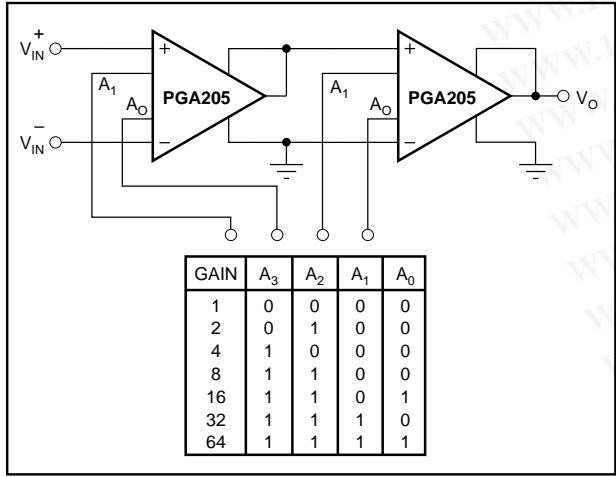 V+IN
A1
AO
PGA205
V–IN
A1
AO
PGA205
VO
GAIN A3 A2 A1 A0
1 0 0 0 0
2 0 1 0 0
4 1 0 0 0
8 1 1 0 0
16 1 1 0 1
32 1 1 1 0
64 1 1 1 1